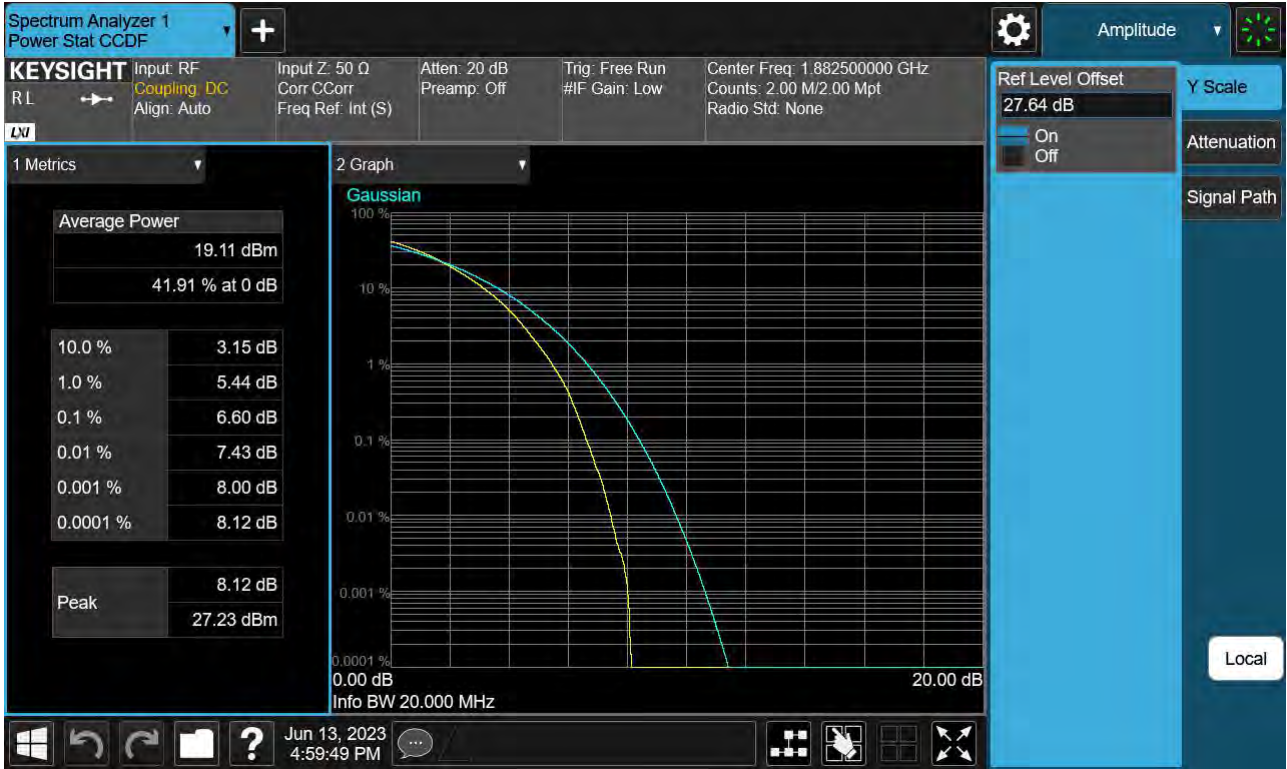 Spectrum Analyzer 1
Power Stat CCDF
+
Amplitude
KEYSIGHT
RL
LXI
Input: RF
Coupling: DC
Align: Auto
Input Z: 50 Ω
Corr CCorr
Freq Ref: Int (S)
Atten: 20 dB
Preamp: Off
Trig: Free Run
#IF Gain: Low
Center Freq: 1.882500000 GHz
Counts: 2.00 M/2.00 Mpt
Radio Std: None
Ref Level Offset
27.64 dB
On
Off
Y Scale
Attenuation
Signal Path
Local
1 Metrics
Average Power
19.11 dBm
41.91 % at 0 dB
10.0 % 3.15 dB
1.0 % 5.44 dB
0.1 % 6.60 dB
0.01 % 7.43 dB
0.001 % 8.00 dB
0.0001 % 8.12 dB
Peak
8.12 dB
27.23 dBm
2 Graph
Gaussian
100 %
10 %
1 %
0.1 %
0.01 %
0.001 %
0.0001 %
0.00 dB 20.00 dB
Info BW 20.000 MHz
?
Jun 13, 2023
4:59:49 PM